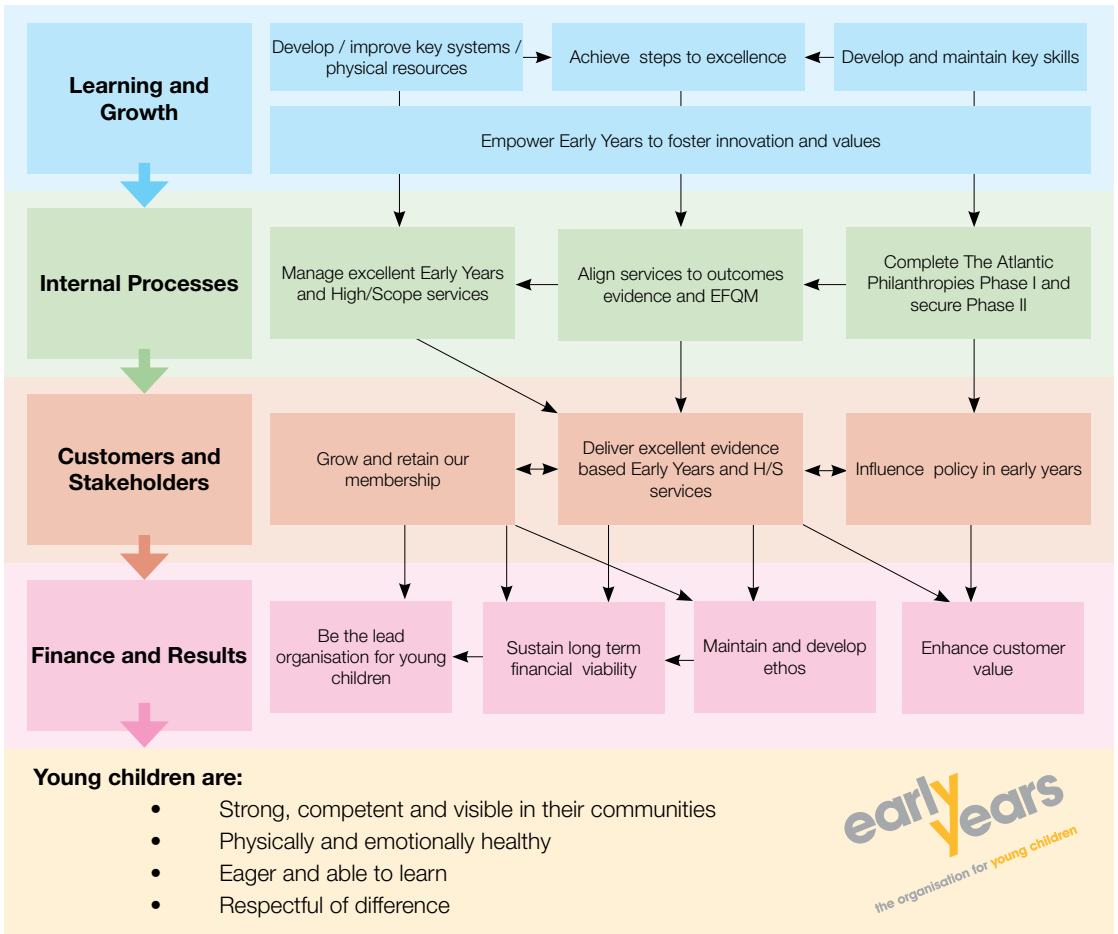 Learning and
Growth
Develop / improve key systems /
physical resources
Achieve steps to excellence
Develop and maintain key skills
Empower Early Years to foster innovation and values
Internal Processes
Manage excellent Early Years
and High/Scope services
Align services to outcomes
evidence and EFQM
Complete The Atlantic
Philanthropies Phase I and
secure Phase II
Customers and
Stakeholders
Grow and retain our
membership
Deliver excellent evidence
based Early Years and H/S
services
Influence policy in early years
Finance and Results
Be the lead
organisation for young
children
Sustain long term
financial viability
Maintain and develop
ethos
Enhance customer
value
Young children are:
• Strong, competent and visible in their communities
• Physically and emotionally healthy
• Eager and able to learn
• Respectful of difference
early years
the organisation for young children